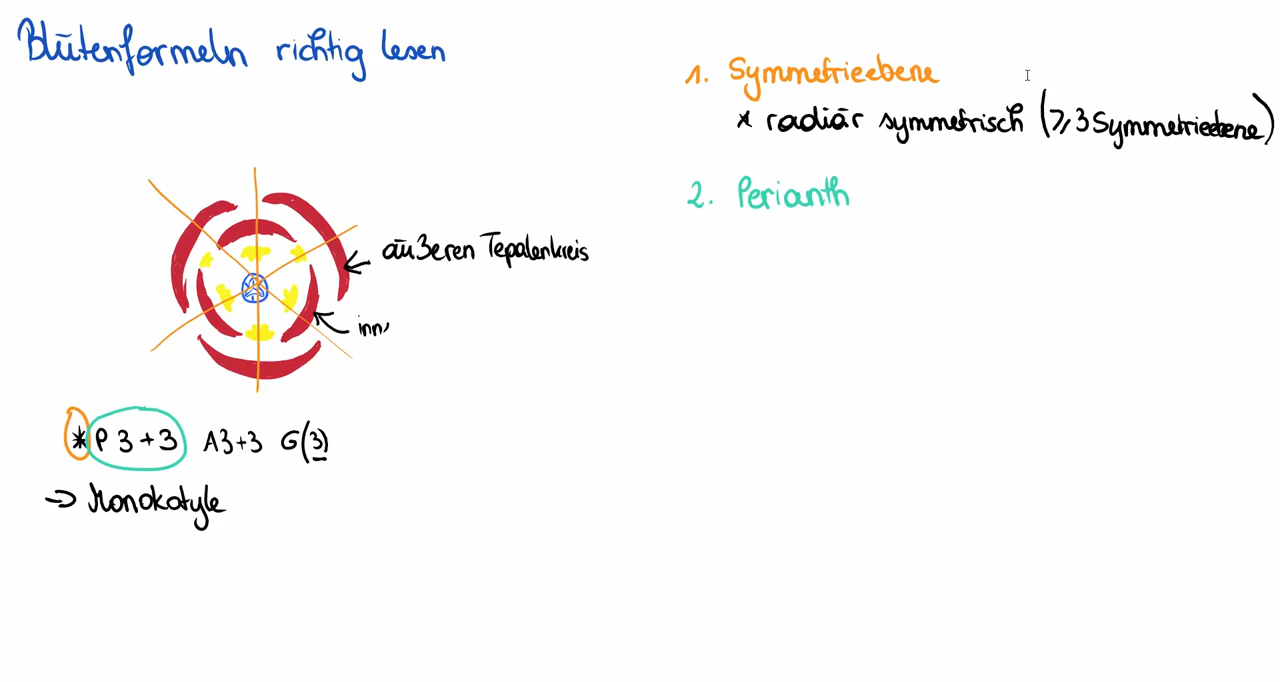 Blütenformeln richtig lesen
1. Symmetrieebene
* radiär symmetrisch (≥3 Symmetrieebene)
2. Perianth
äußeren Tepalenkreis
inn
* P 3+3 A3+3 G(3)
→ Monokotyle